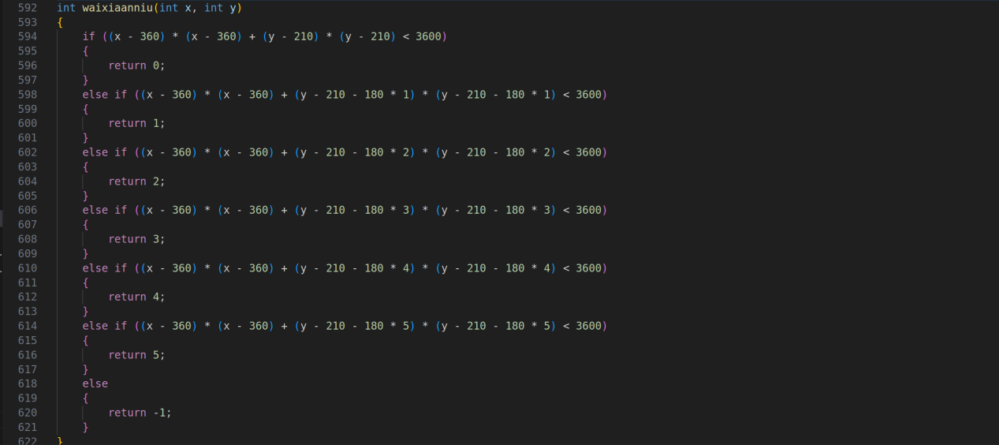 592 int waixiaanniu(int x, int y)
593 {
594     if ((x - 360) * (x - 360) + (y - 210) * (y - 210) < 3600)
595     {
596         return 0;
597     }
598     else if ((x - 360) * (x - 360) + (y - 210 - 180 * 1) * (y - 210 - 180 * 1) < 3600)
599     {
600         return 1;
601     }
602     else if ((x - 360) * (x - 360) + (y - 210 - 180 * 2) * (y - 210 - 180 * 2) < 3600)
603     {
604         return 2;
605     }
606     else if ((x - 360) * (x - 360) + (y - 210 - 180 * 3) * (y - 210 - 180 * 3) < 3600)
607     {
608         return 3;
609     }
610     else if ((x - 360) * (x - 360) + (y - 210 - 180 * 4) * (y - 210 - 180 * 4) < 3600)
611     {
612         return 4;
613     }
614     else if ((x - 360) * (x - 360) + (y - 210 - 180 * 5) * (y - 210 - 180 * 5) < 3600)
615     {
616         return 5;
617     }
618     else
619     {
620         return -1;
621     }
622 }